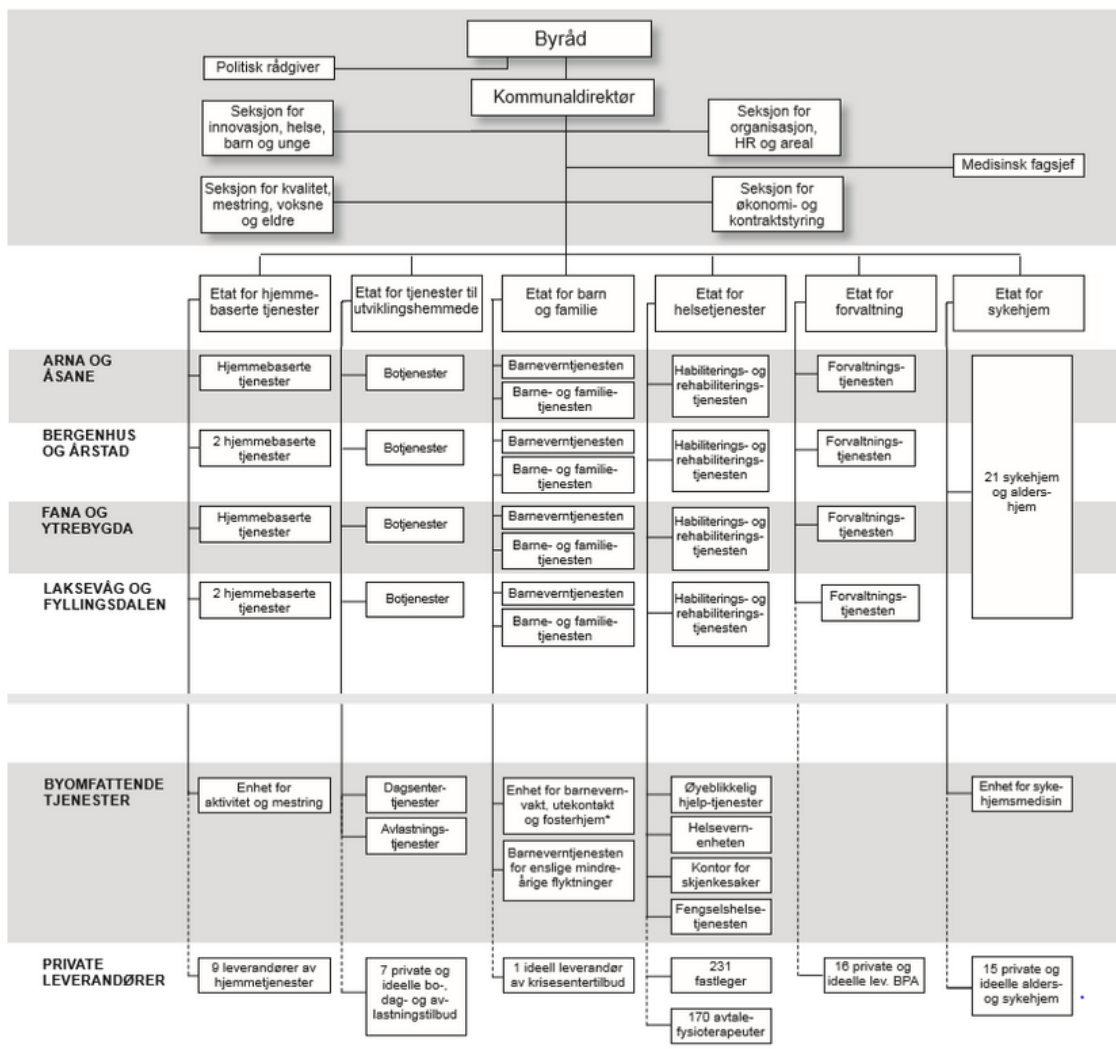 Byråd
Politisk rådgiver
Kommunaldirektør
Seksjon for
innovasjon, helse,
barn og unge
Seksjon for
organisasjon,
HR og areal
Medisinsk fagsjef
Seksjon for kvalitet,
mestring, voksne
og eldre
Seksjon for
økonomi- og
kontraktstyring
Etat for hjemme-
baserte tjenester
Etat for tjenester til
utviklingshemmede
Etat for barn
og familie
Etat for
helsetjenester
Etat for
forvaltning
Etat for
sykehjem
ARNA OG
ÅSANE
Hjemmebaserte
tjenester
Botjenester
Barneverntjenesten
Barne- og familie-
tjenesten
Habiliterings- og
rehabiliterings-
tjenesten
Forvaltnings-
tjenesten
21 sykehjem
og alders-
hjem
BERGENHUS
OG ÅRSTAD
2 hjemmebaserte
tjenester
Botjenester
Barneverntjenesten
Barne- og familie-
tjenesten
Habiliterings- og
rehabiliterings-
tjenesten
Forvaltnings-
tjenesten
FANA OG
YTREBYGDA
Hjemmebaserte
tjenester
Botjenester
Barneverntjenesten
Barne- og familie-
tjenesten
Habiliterings- og
rehabiliterings-
tjenesten
Forvaltnings-
tjenesten
LAKSEVÅG OG
FYLLINGSDALEN
2 hjemmebaserte
tjenester
Botjenester
Barneverntjenesten
Barne- og familie-
tjenesten
Habiliterings- og
rehabiliterings-
tjenesten
Forvaltnings-
tjenesten
BYOMFATTENDE
TJENESTER
Enhet for
aktivitet og mestring
Dagsenter-
tjenester
Avlastnings-
tjenester
Enhet for barnevern-
vakt, utekontakt
og fosterhjem*
Barneverntjenesten
for enslige mindre-
årige flyktninger
Øyeblikkelig
hjelp-tjenester
Helsevern-
enheten
Kontor for
skjenkesaker
Fengselshelse-
tjenesten
Enhet for syke-
hjemsmedisin
PRIVATE
LEVERANDØRER
9 leverandører av
hjemmetjenester
7 private og
ideelle bo-,
dag- og av-
lastningstilbud
1 ideell leverandør
av krisesentertilbud
231
fastleger
170 avtale-
fysioterapeuter
16 private og
ideelle lev. BPA
15 private og
ideelle alders-
og sykehjem